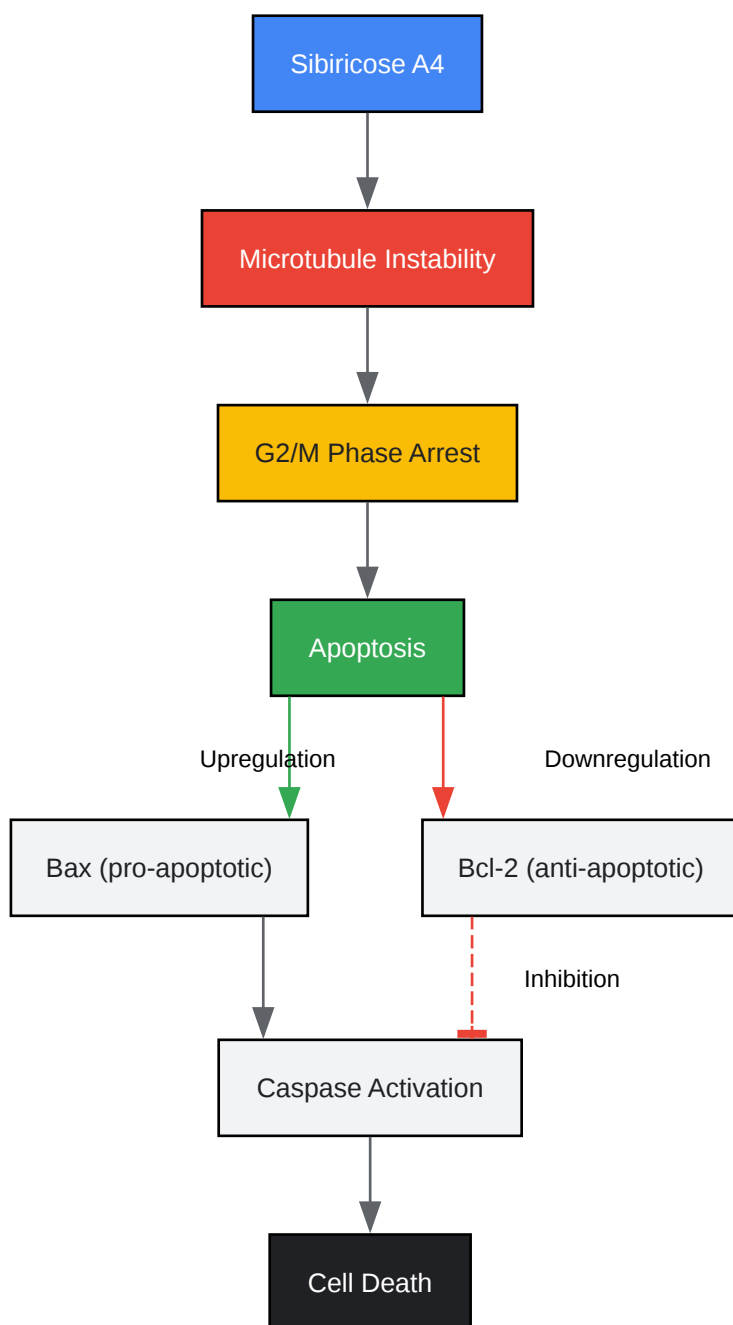 Sibiricose A4
Microtubule Instability
G2/M Phase Arrest
Apoptosis
Upregulation
Downregulation
Bax (pro-apoptotic)
Bcl-2 (anti-apoptotic)
Inhibition
Caspase Activation
Cell Death